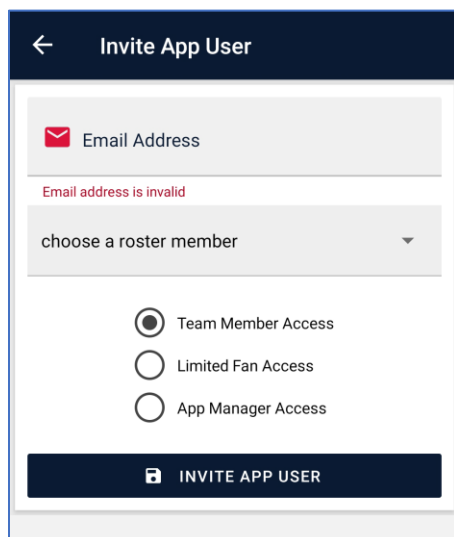 Invite App User
Email Address
Email address is invalid
choose a roster member
Team Member Access
Limited Fan Access
App Manager Access
INVITE APP USER